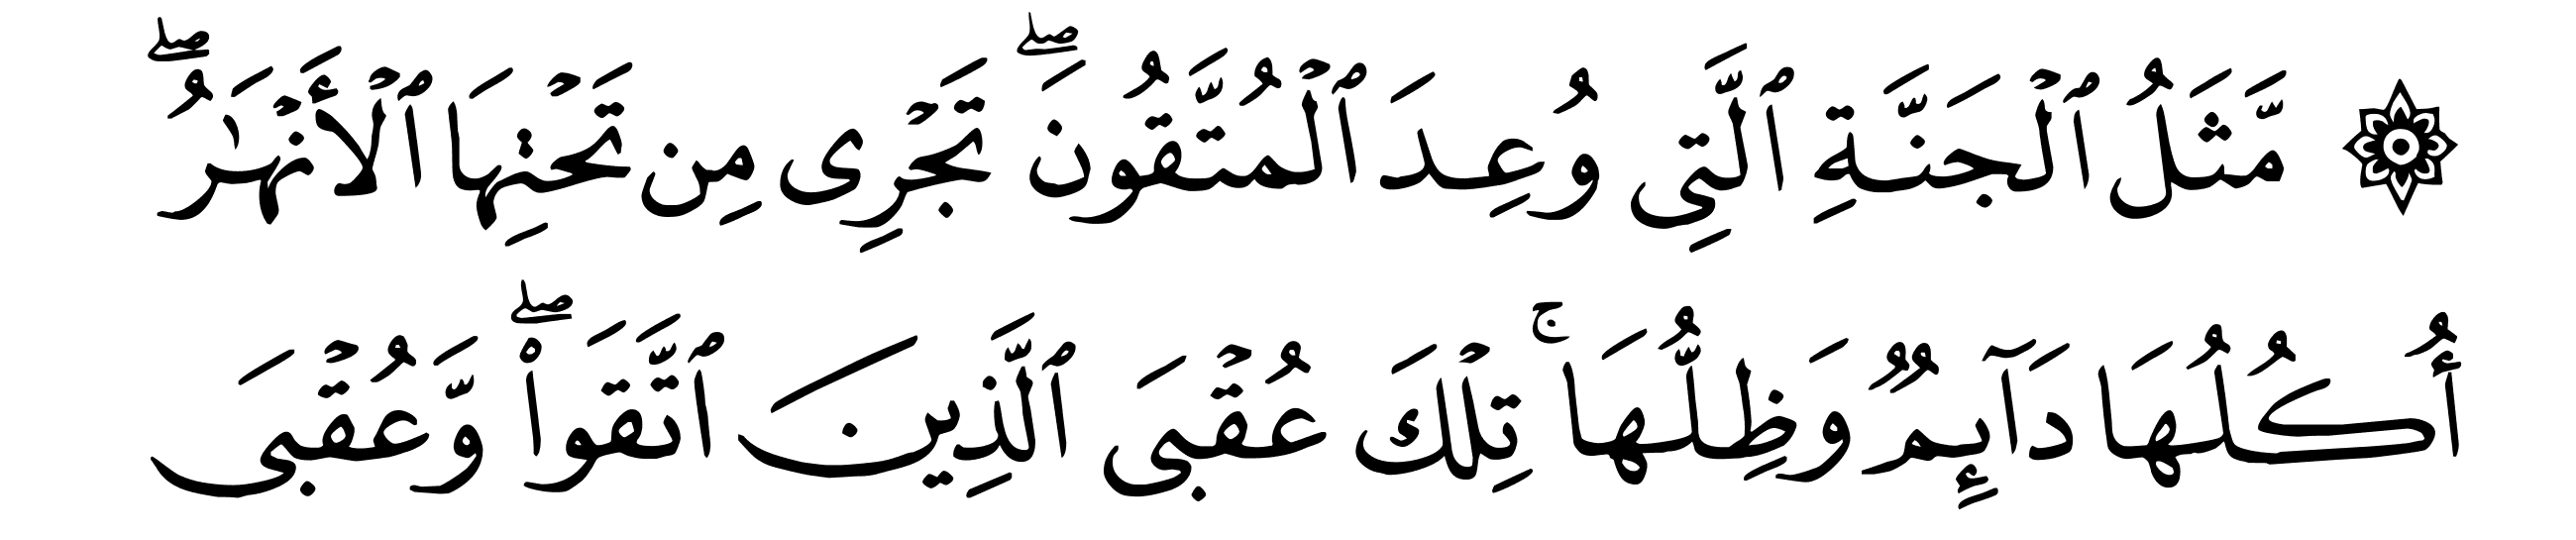 ۞ مَّثَلُ ٱلْجَنَّةِ ٱلَّتِى وُعِدَ ٱلْمُتَّقُونَ ۖ تَجْرِى مِن تَحْتِهَا ٱلْأَنْهَـٰرُ ۖ
أُكُلُهَا دَآئِمٌ وَظِلُّهَا ۚ تِلْكَ عُقْبَى ٱلَّذِينَ ٱتَّقَوا۟ ۖ وَّعُقْبَى